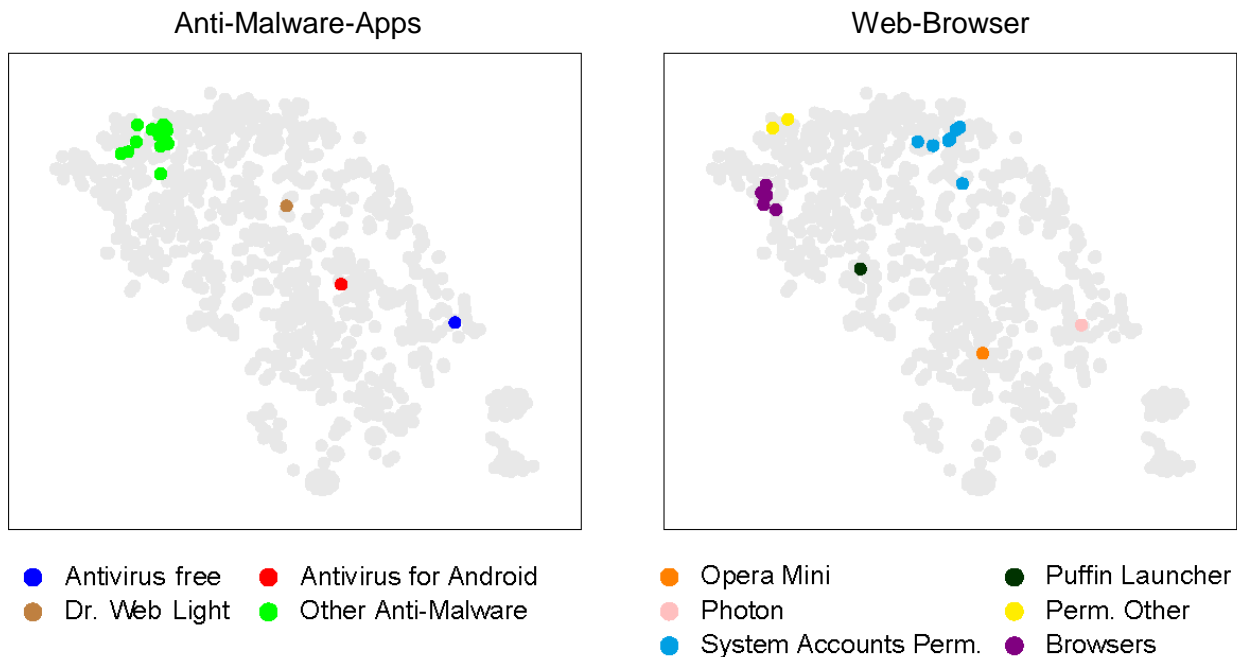 Anti-Malware-Apps
Web-Browser
Antivirus free
Antivirus for Android
Dr. Web Light
Other Anti-Malware
Opera Mini
Puffin Launcher
Photon
Perm. Other
System Accounts Perm.
Browsers